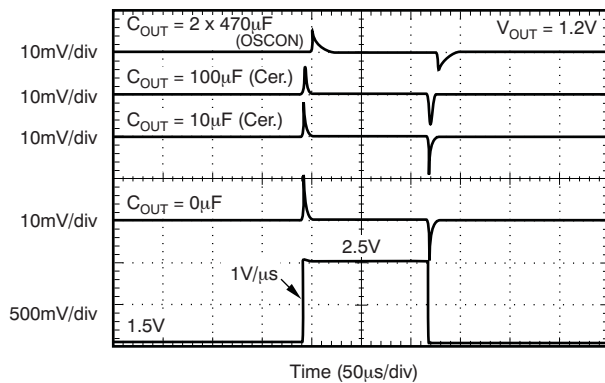 C_OUT = 2 x 470μF
(OSCON)
V_OUT = 1.2V
10mV/div
C_OUT = 100μF (Cer.)
10mV/div
C_OUT = 10μF (Cer.)
10mV/div
C_OUT = 0μF
10mV/div
2.5V
1V/μs
500mV/div
1.5V
Time (50μs/div)